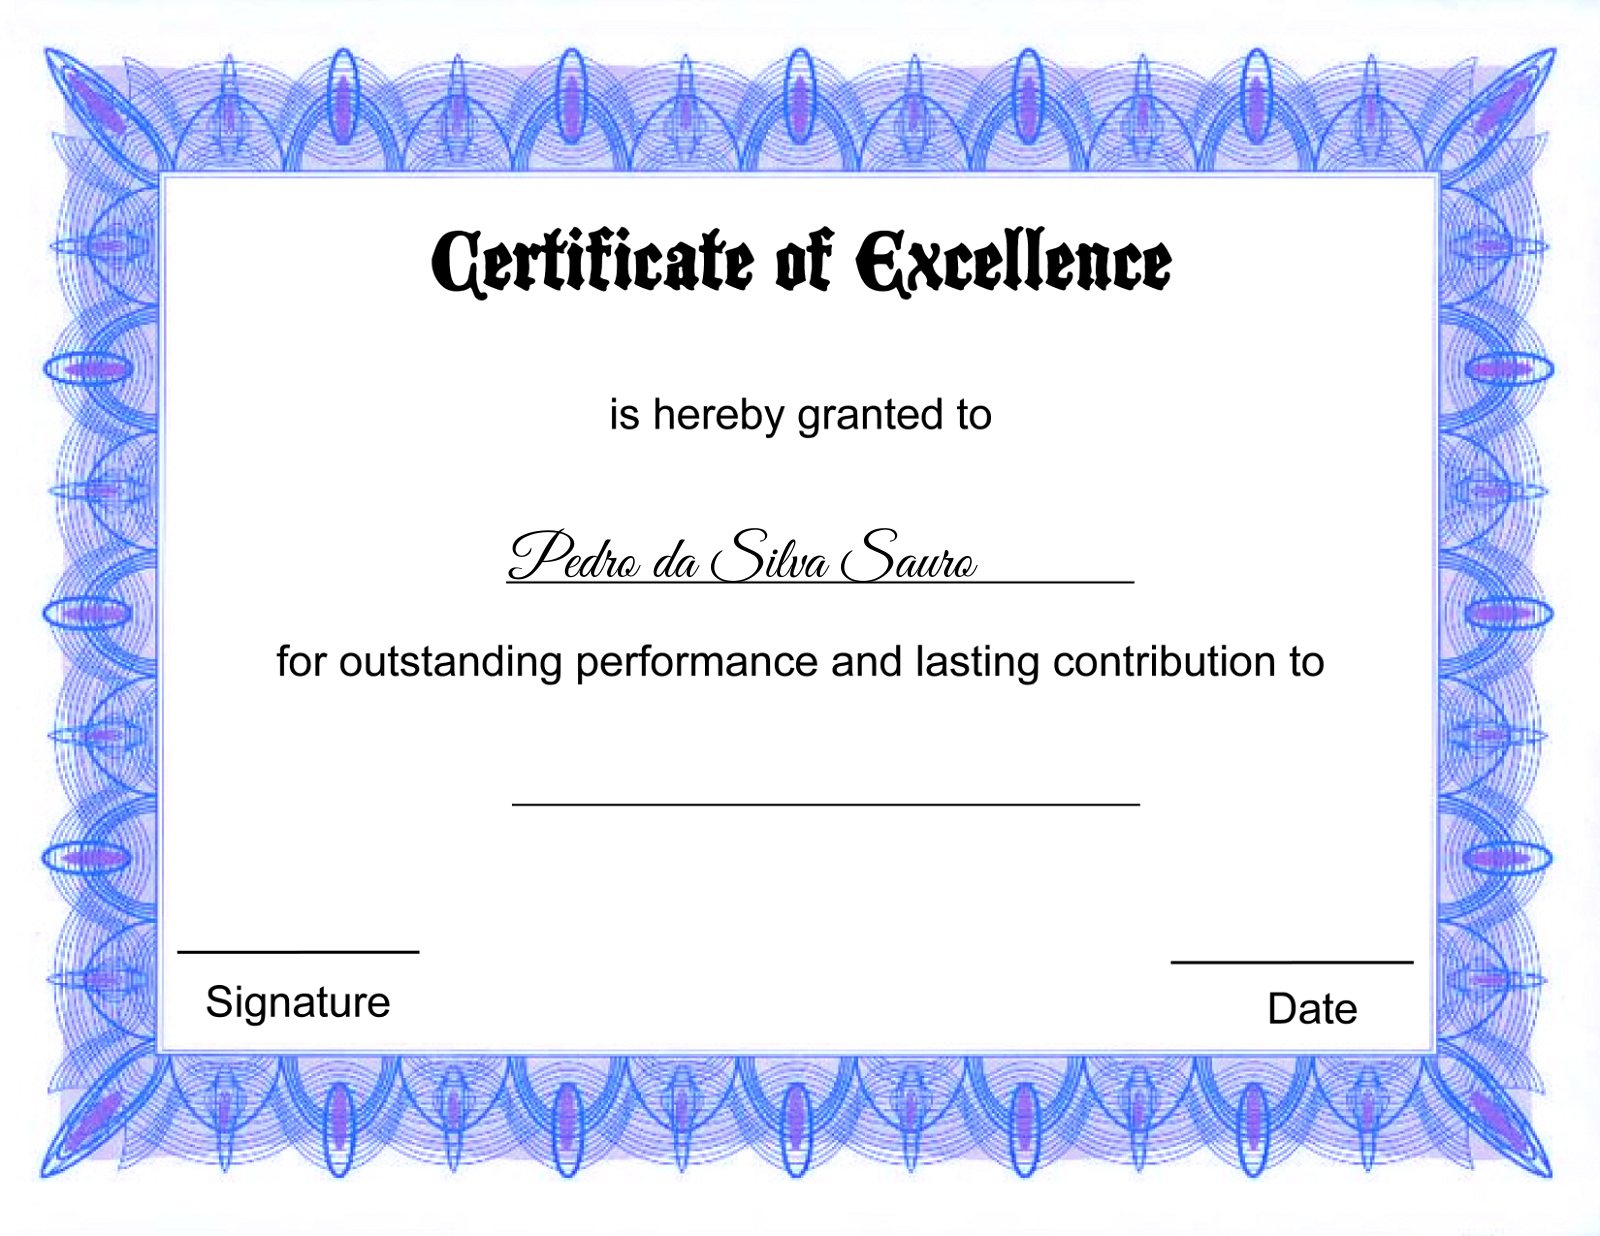 Certificate of Excellence
is hereby granted to
Pedro da Silva Sauro
for outstanding performance and lasting contribution to
Signature
Date